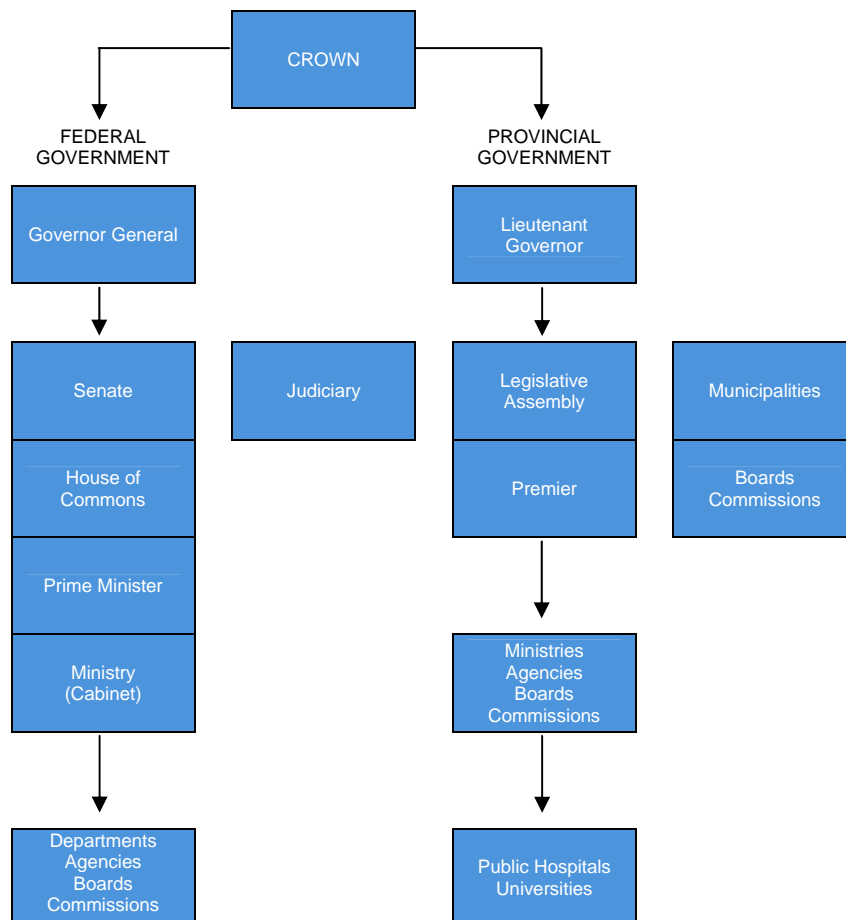 CROWN
FEDERAL
GOVERNMENT
PROVINCIAL
GOVERNMENT
Governor General
Lieutenant
Governor
Senate
Judiciary
Legislative
Assembly
Municipalities
House of
Commons
Premier
Boards
Commissions
Prime Minister
Ministry
(Cabinet)
Ministries
Agencies
Boards
Commissions
Departments
Agencies
Boards
Commissions
Public Hospitals
Universities